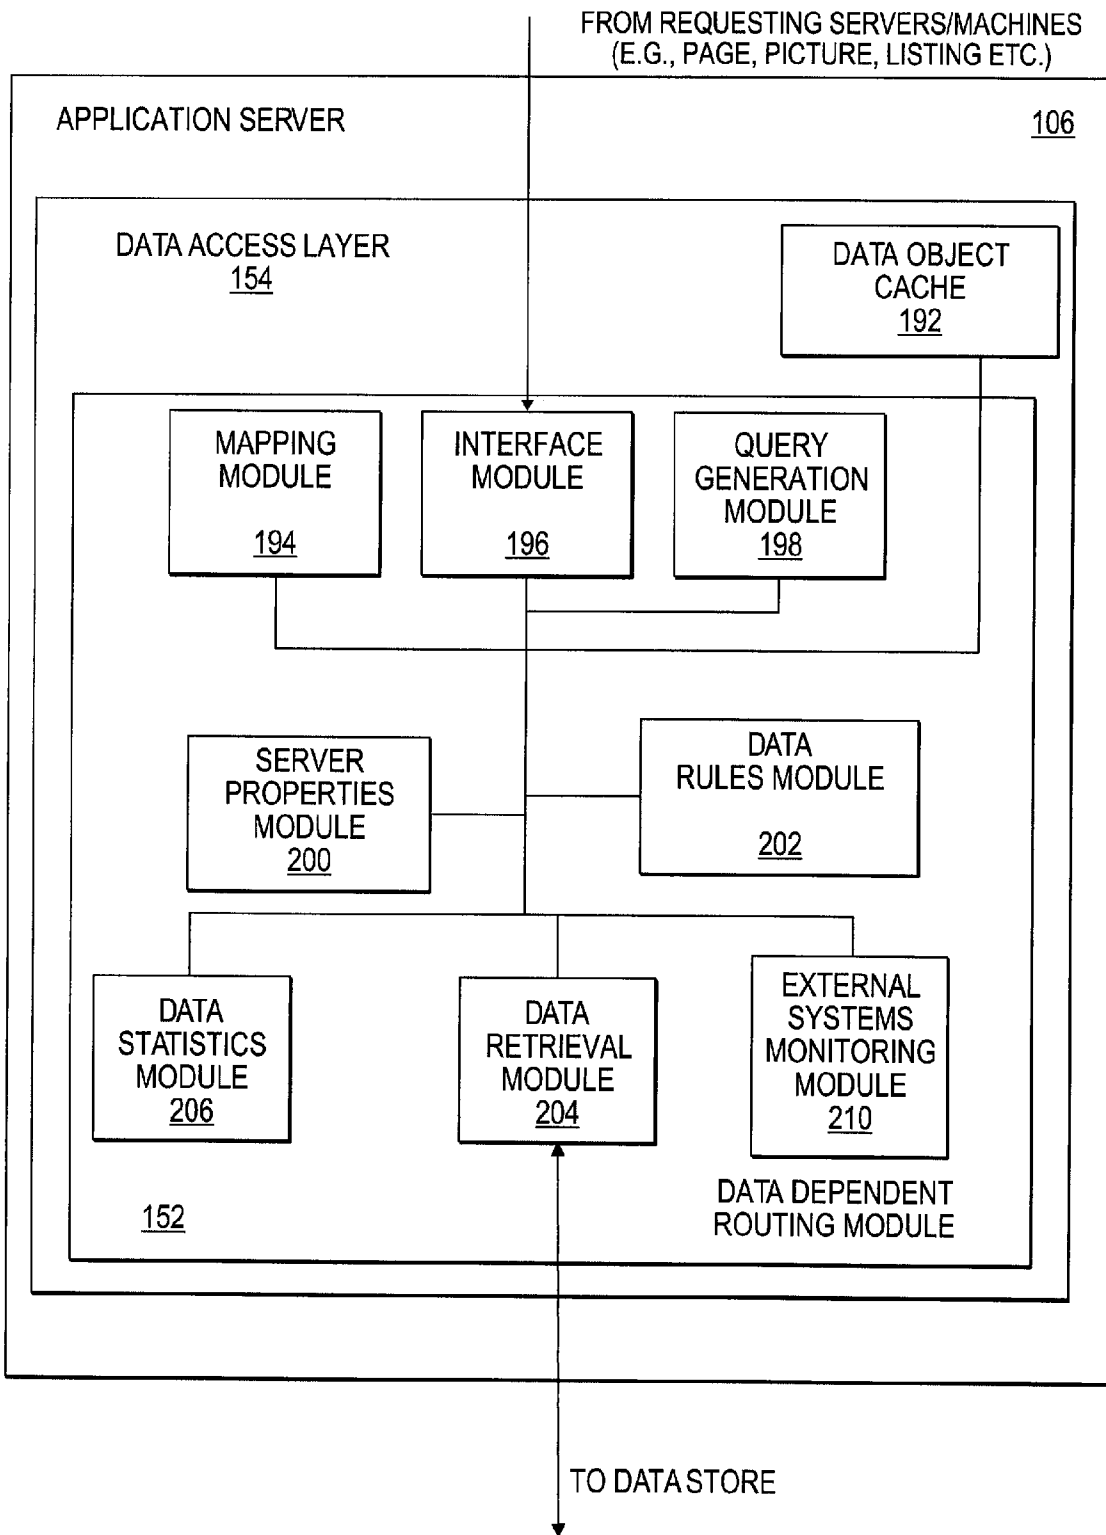 FROM REQUESTING SERVERS/MACHINES
(E.G., PAGE, PICTURE, LISTING ETC.)
APPLICATION SERVER
106
DATA ACCESS LAYER
154
DATA OBJECT
CACHE
192
MAPPING
MODULE
194
INTERFACE
MODULE
196
QUERY
GENERATION
MODULE
198
SERVER
PROPERTIES
MODULE
200
DATA
RULES MODULE
202
DATA
STATISTICS
MODULE
206
DATA
RETRIEVAL
MODULE
204
EXTERNAL
SYSTEMS
MONITORING
MODULE
210
152
DATA DEPENDENT
ROUTING MODULE
TO DATA STORE